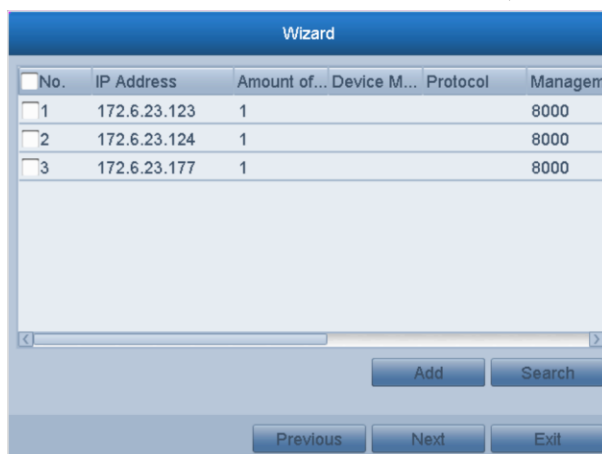 Wizard
No. IP Address Amount of... Device M... Protocol Managem
1 172.6.23.123 1 8000
2 172.6.23.124 1 8000
3 172.6.23.177 1 8000
Add Search
Previous Next Exit